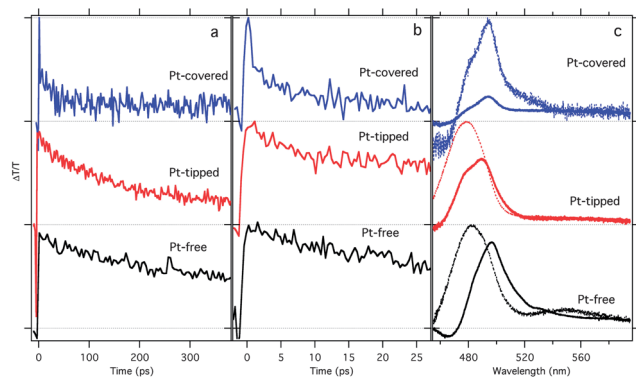 a
b
c
Pt-covered
Pt-covered
Pt-covered
Pt-tipped
Pt-tipped
Pt-tipped
Pt-free
Pt-free
Pt-free
ΔT/T
0 100 200 300
0 5 10 15 20 25
480 520 560
Time (ps)
Time (ps)
Wavelength (nm)